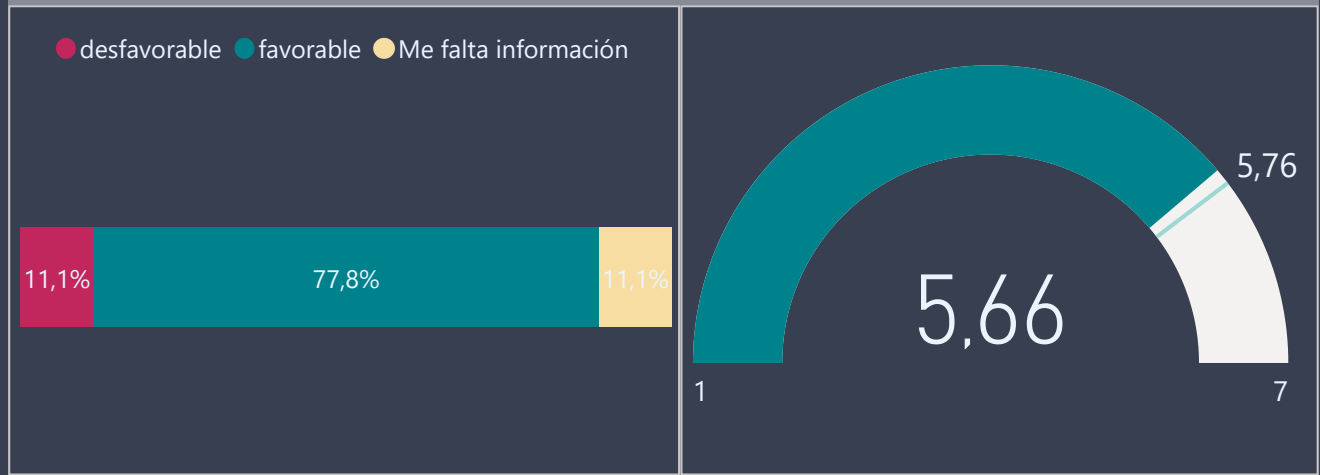 desfavorable favorable Me falta información
11,1% 77,8% 11,1%
5,76
5,66
1 7